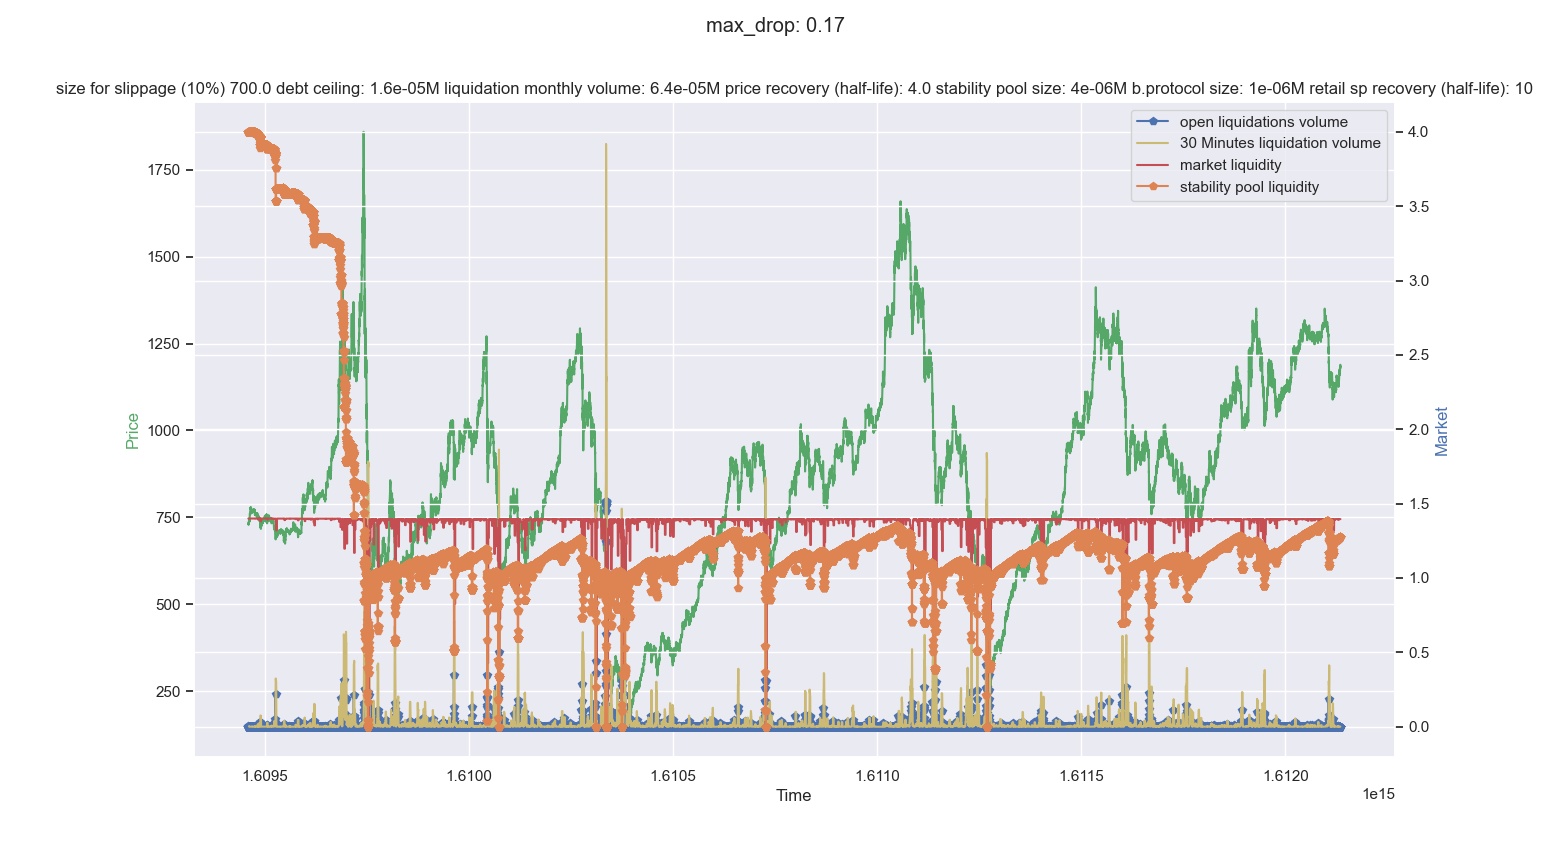 max_drop: 0.17
size for slippage (10%) 700.0 debt ceiling: 1.6e-05M liquidation monthly volume: 6.4e-05M price recovery (half-life): 4.0 stability pool size: 4e-06M b.protocol size: 1e-06M retail sp recovery (half-life): 10
open liquidations volume
30 Minutes liquidation volume
market liquidity
stability pool liquidity
1750
1500
1250
1000
750
500
250
Price
4.0
3.5
3.0
2.5
2.0
1.5
1.0
0.5
0.0
Market
1.6095 1.6100 1.6105 1.6110 1.6115 1.6120
Time
1e15